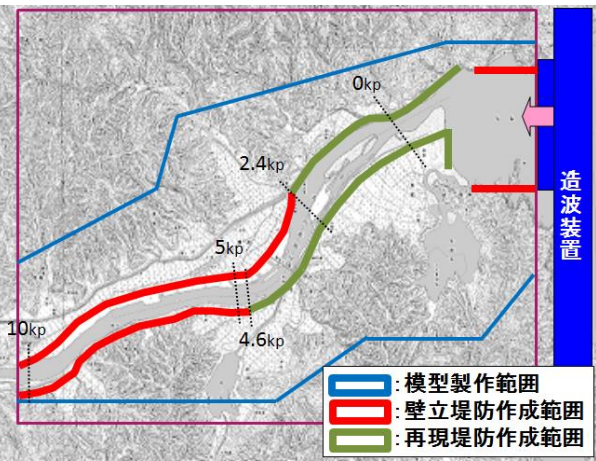 0kp
2.4kp
5kp
4.6kp
10kp
造波装置
:模型製作範囲
:壁立堤防作成範囲
:再現堤防作成範囲